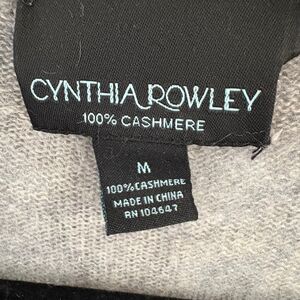 CYNTHIA ROWLEY
100% CASHMERE
M
100% CASHMERE
MADE IN CHINA
RN 104647